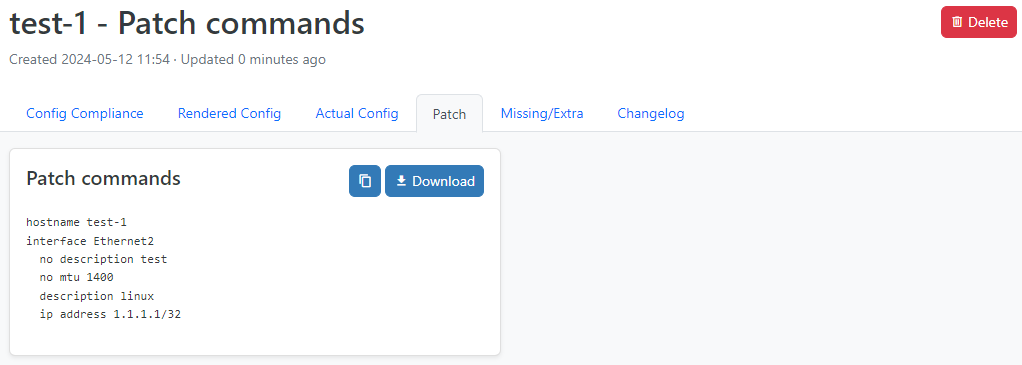 test-1 - Patch commands
Delete
Created 2024-05-12 11:54 · Updated 0 minutes ago
Config Compliance
Rendered Config
Actual Config
Patch
Missing/Extra
Changelog
Patch commands
Download
hostname test-1
interface Ethernet2
  no description test
  no mtu 1400
  description linux
  ip address 1.1.1.1/32